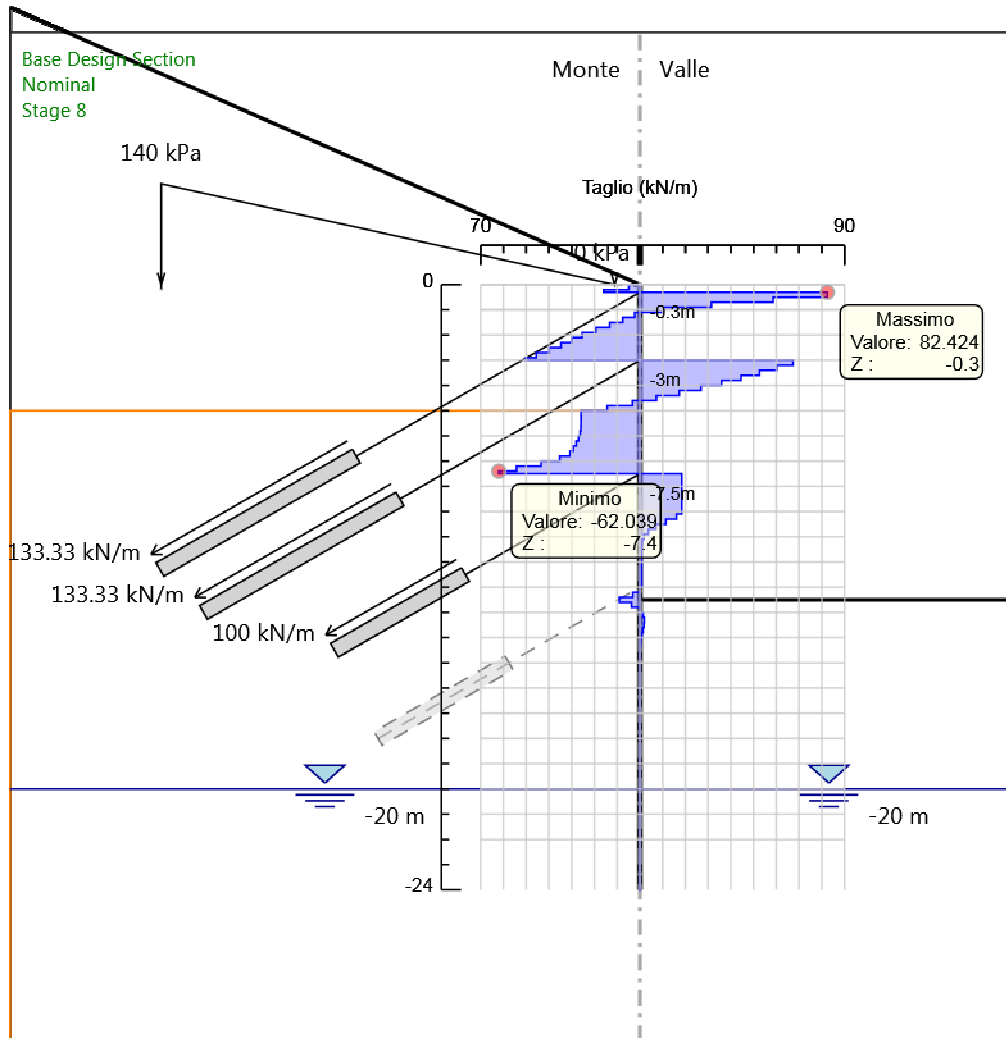 Base Design Section
Nominal
Stage 8
Monte
Valle
140 kPa
Taglio (kN/m)
70
90
0 kPa
0
-0.3m
Massimo
Valore: 82.424
Z : -0.3
-3m
-7.5m
Minimo
Valore: -62.039
Z : -7.4
133.33 kN/m
133.33 kN/m
100 kN/m
-20 m
-20 m
-24